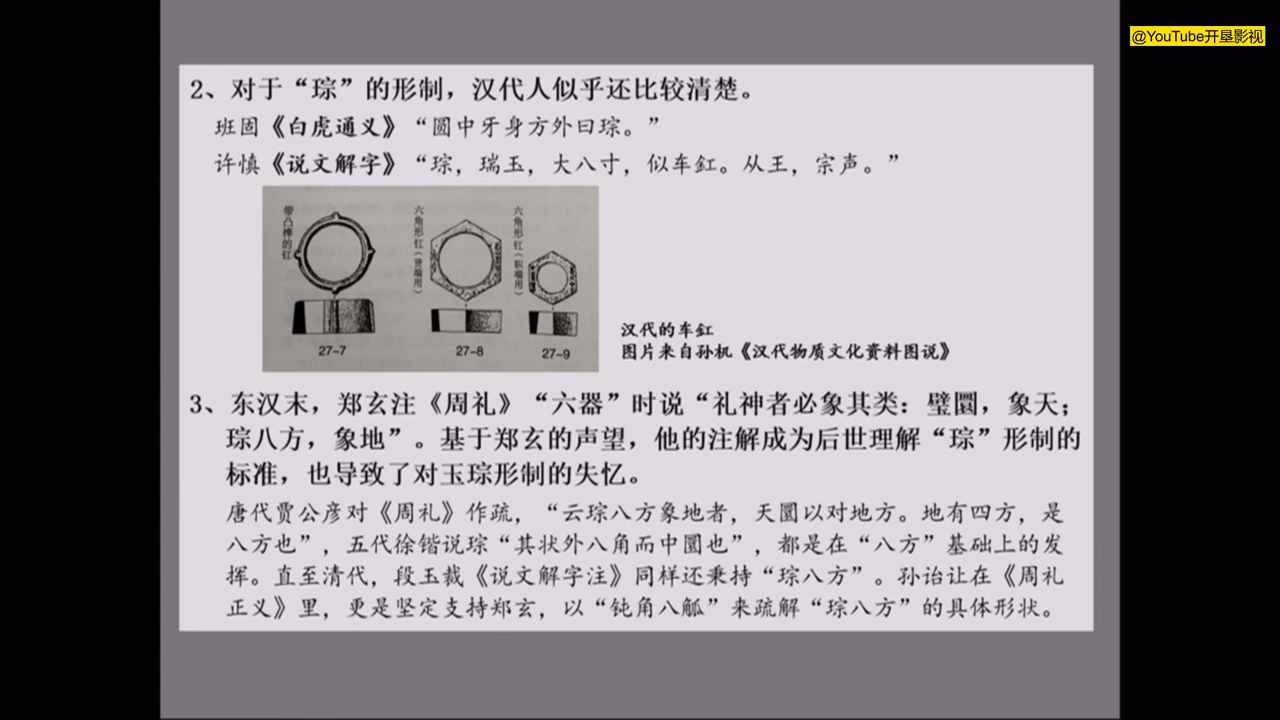 @YouTube开垦影视
2、对于“琮”的形制，汉代人似乎还比较清楚。
班固《白虎通义》“圆中牙身方外曰琮。”
许慎《说文解字》“琮，瑞玉，大八寸，似车釭。从王，宗声。”
带凸榫的釭
六角形釭（贤端用）
六角形釭（轵端用）
27-7
27-8
27-9
汉代的车釭
图片来自孙机《汉代物质文化资料图说》
3、东汉末，郑玄注《周礼》“六器”时说“礼神者必象其类：璧圜，象天；
琮八方，象地”。基于郑玄的声望，他的注解成为后世理解“琮”形制的
标准，也导致了对玉琮形制的失忆。
唐代贾公彦对《周礼》作疏，“云琮八方象地者，天圜以对地方。地有四方，是
八方也”，五代徐锴说琮“其状外八角而中圜也”，都是在“八方”基础上的发
挥。直至清代，段玉裁《说文解字注》同样还秉持“琮八方”。孙诒让在《周礼
正义》里，更是坚定支持郑玄，以“钝角八觚”来疏解“琮八方”的具体形状。